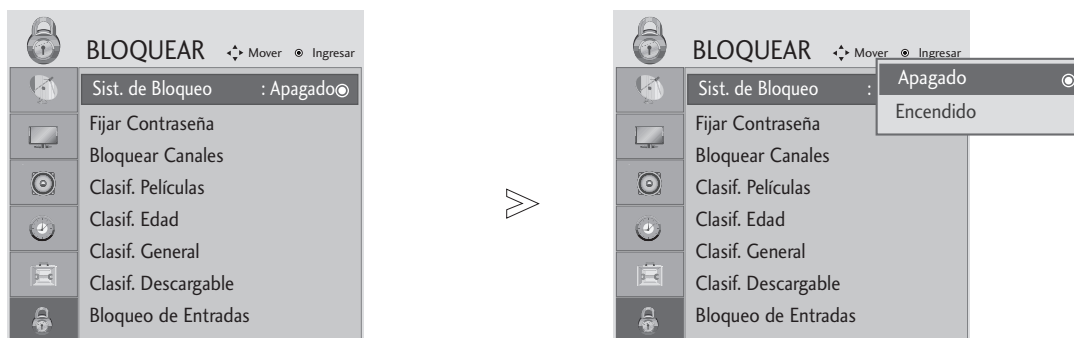 BLOQUEAR Mover Ingresar
Sist. de Bloqueo : Apagado
Fijar Contraseña
Bloquear Canales
Clasif. Películas
Clasif. Edad
Clasif. General
Clasif. Descargable
Bloqueo de Entradas
BLOQUEAR Mover Ingresar
Sist. de Bloqueo :
Apagado
Encendido
Fijar Contraseña
Bloquear Canales
Clasif. Películas
Clasif. Edad
Clasif. General
Clasif. Descargable
Bloqueo de Entradas